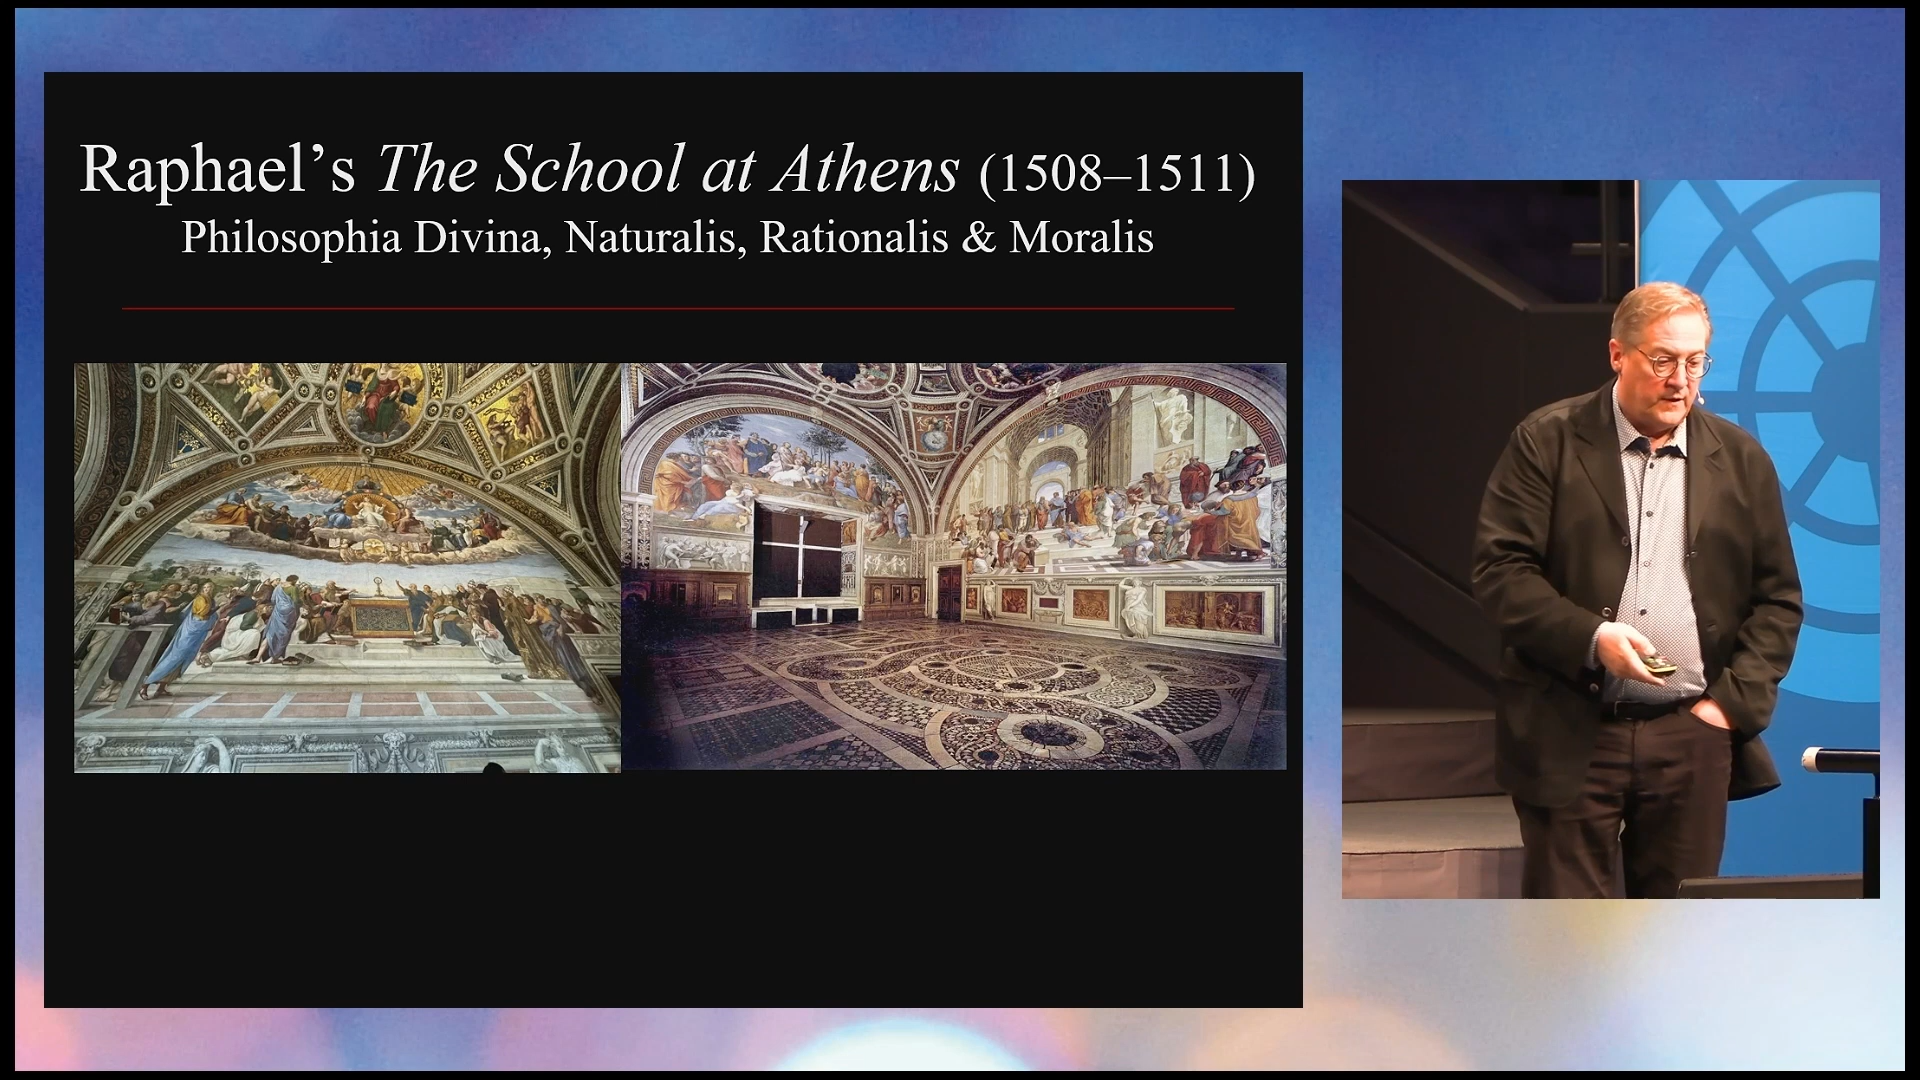 Raphael’s The School at Athens (1508–1511)
Philosophia Divina, Naturalis, Rationalis & Moralis